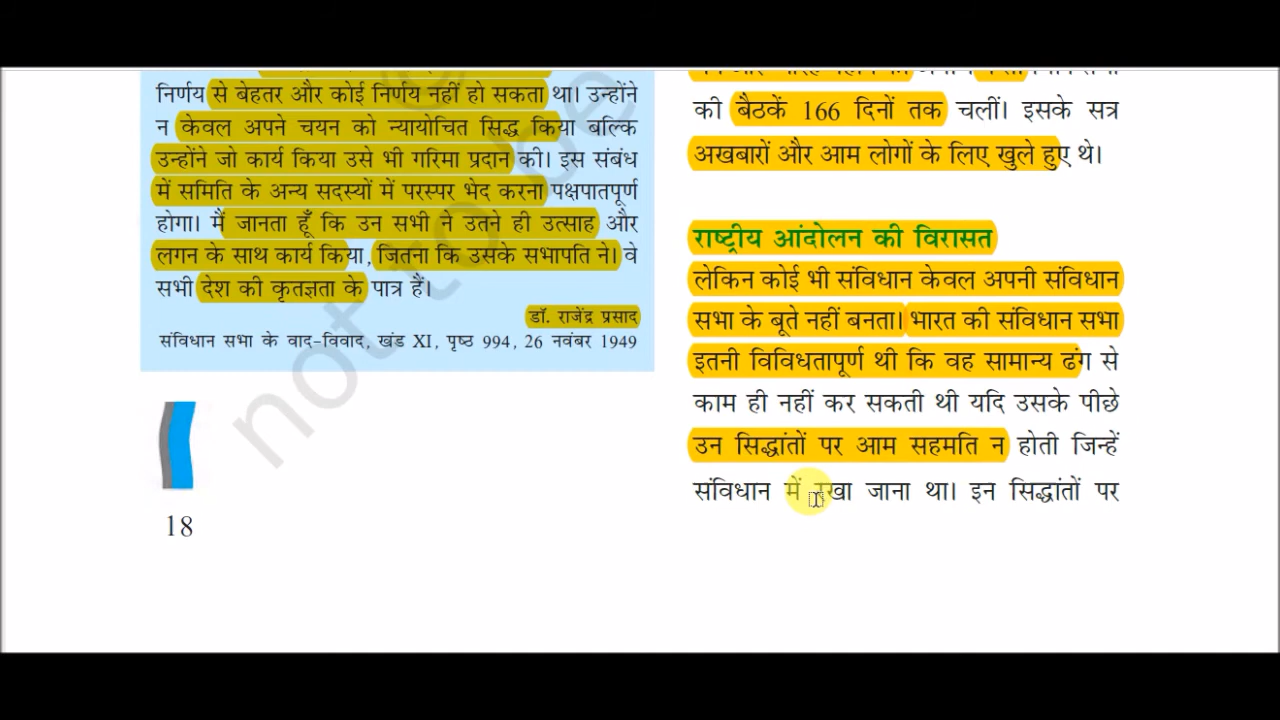 निर्णय से बेहतर और कोई निर्णय नहीं हो सकता था। उन्होंने
न केवल अपने चयन को न्यायोचित सिद्ध किया बल्कि
उन्होंने जो कार्य किया उसे भी गरिमा प्रदान की। इस संबंध
में समिति के अन्य सदस्यों में परस्पर भेद करना पक्षपातपूर्ण
होगा। मैं जानता हूँ कि उन सभी ने उतने ही उत्साह और
लगन के साथ कार्य किया, जितना कि उसके सभापति ने। वे
सभी देश की कृतज्ञता के पात्र हैं।
डॉ. राजेंद्र प्रसाद
संविधान सभा के वाद-विवाद, खंड XI, पृष्ठ 994, 26 नवंबर 1949
not to be
18
की बैठकें 166 दिनों तक चलीं। इसके सत्र
अखबारों और आम लोगों के लिए खुले हुए थे।
राष्ट्रीय आंदोलन की विरासत
लेकिन कोई भी संविधान केवल अपनी संविधान
सभा के बूते नहीं बनता। भारत की संविधान सभा
इतनी विविधतापूर्ण थी कि वह सामान्य ढंग से
काम ही नहीं कर सकती थी यदि उसके पीछे
उन सिद्धांतों पर आम सहमति न होती जिन्हें
संविधान में रखा जाना था। इन सिद्धांतों पर